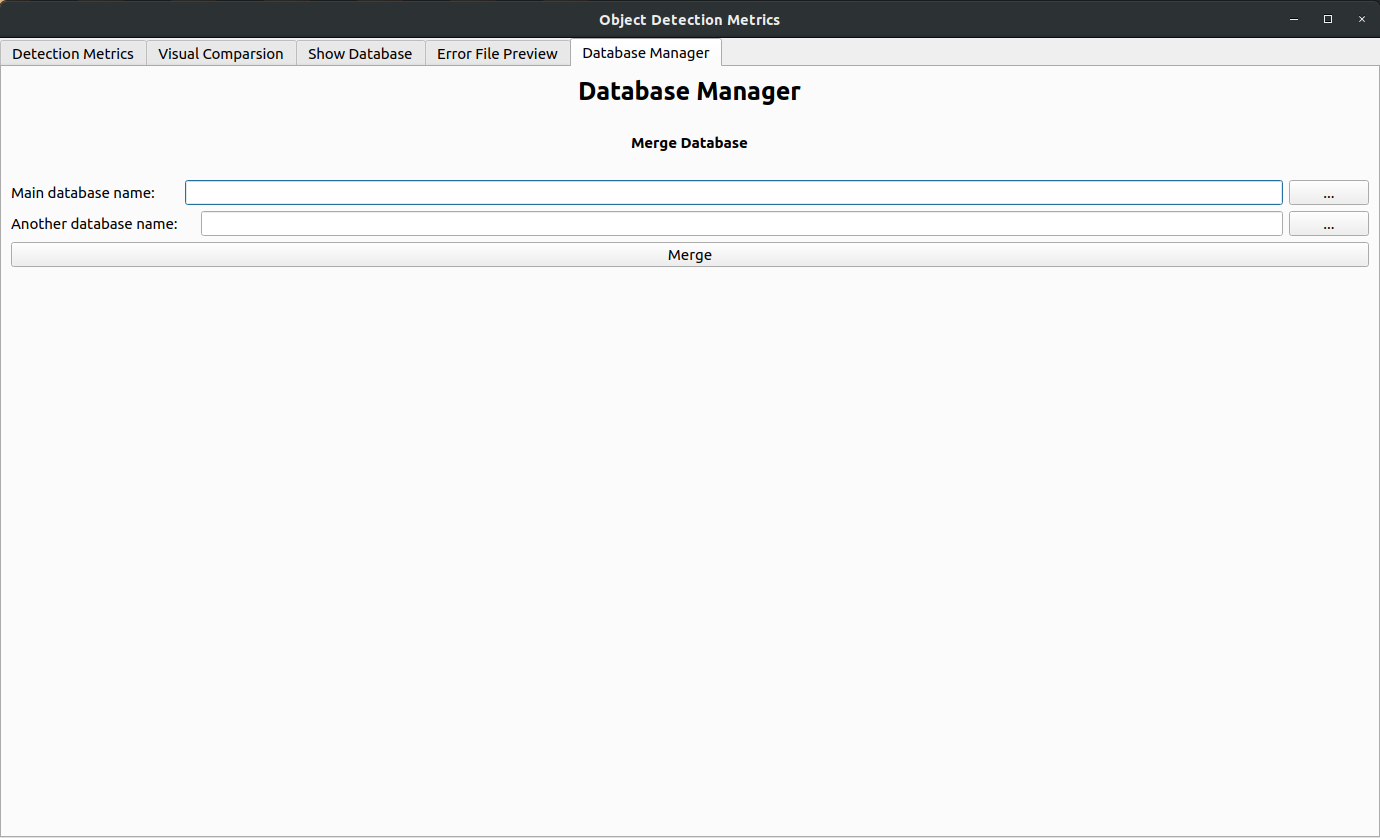 Object Detection Metrics
Detection Metrics Visual Comparsion Show Database Error File Preview Database Manager
Database Manager
Merge Database
Main database name: ...
Another database name: ...
Merge